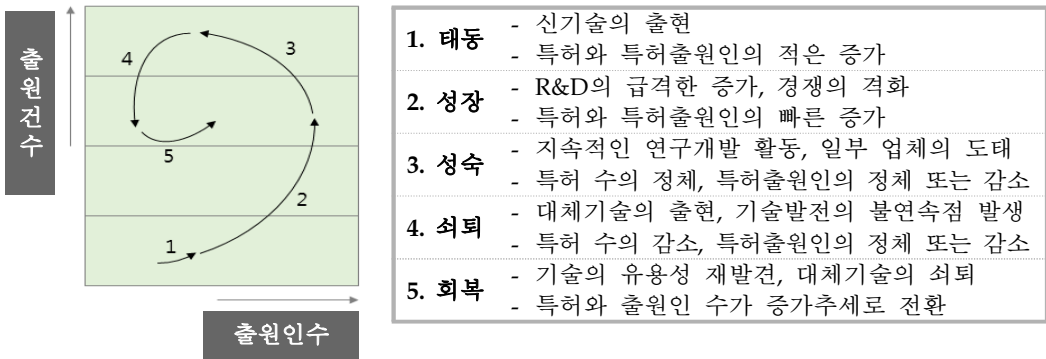 출원건수
1
2
3
4
5
출원인수
1. 태동
- 신기술의 출현
- 특허와 특허출원인의 적은 증가
2. 성장
- R&D의 급격한 증가, 경쟁의 격화
- 특허와 특허출원인의 빠른 증가
3. 성숙
- 지속적인 연구개발 활동, 일부 업체의 도태
- 특허 수의 정체, 특허출원인의 정체 또는 감소
4. 쇠퇴
- 대체기술의 출현, 기술발전의 불연속점 발생
- 특허 수의 감소, 특허출원인의 정체 또는 감소
5. 회복
- 기술의 유용성 재발견, 대체기술의 쇠퇴
- 특허와 출원인 수가 증가추세로 전환